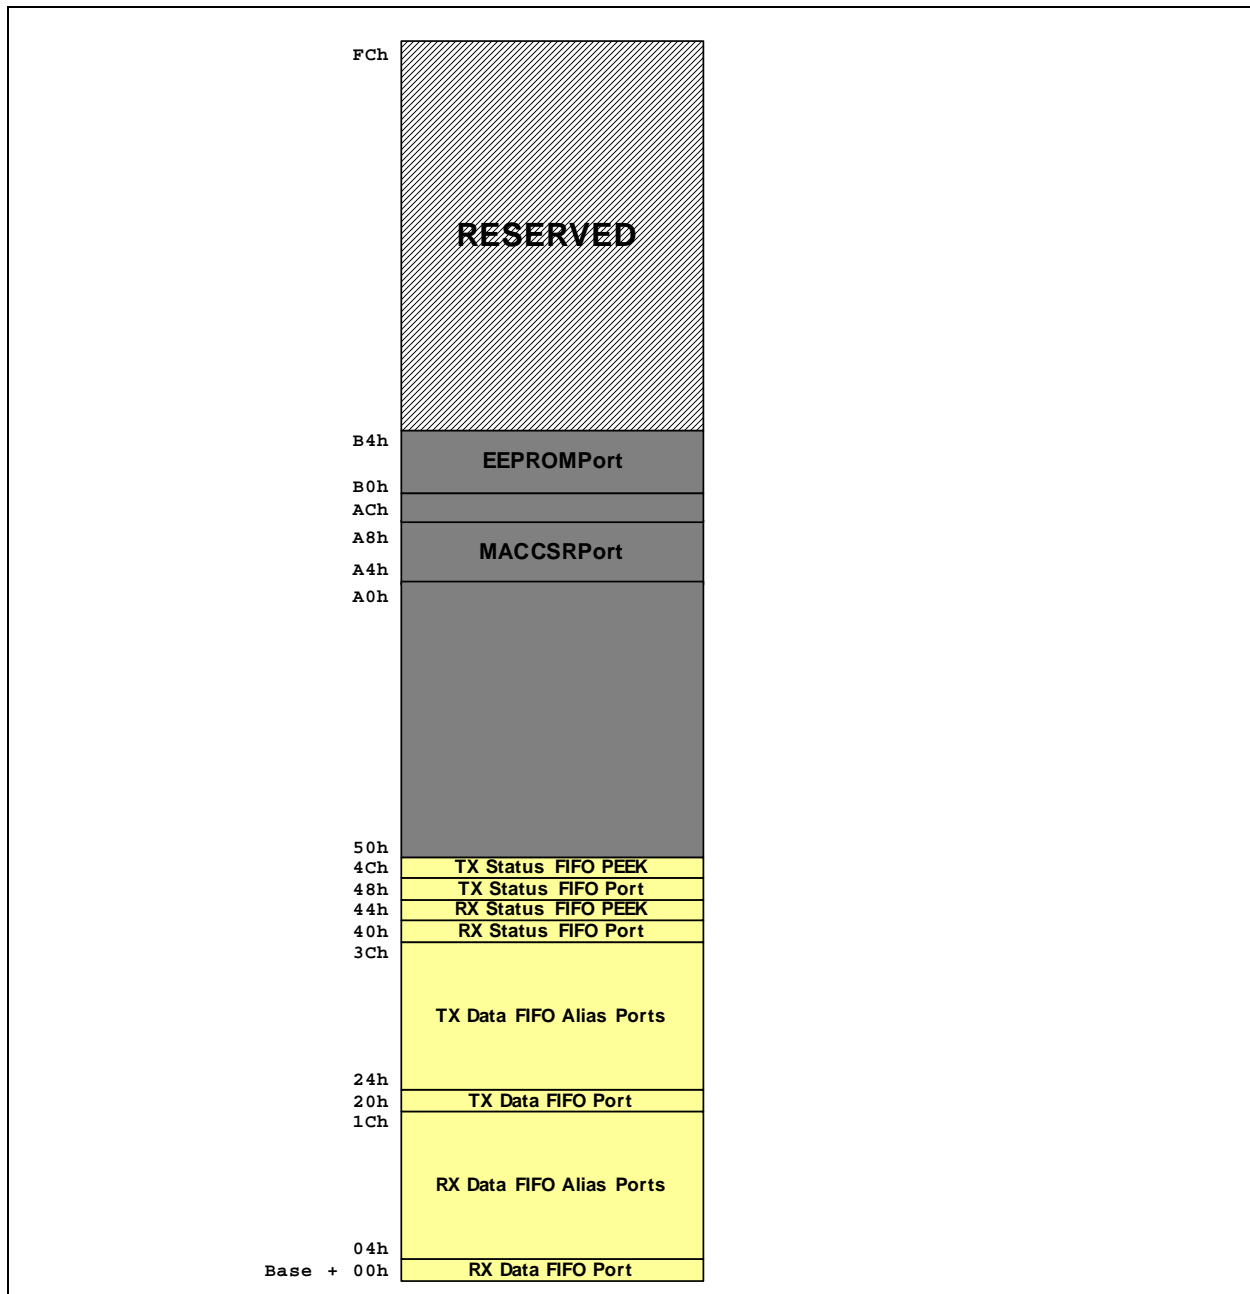 FCh
RESERVED
B4h
EEPROMPort
B0h
ACh
A8h
MACCSRPort
A4h
A0h
50h
4Ch TX Status FIFO PEEK
48h TX Status FIFO Port
44h RX Status FIFO PEEK
40h RX Status FIFO Port
3Ch
TX Data FIFO Alias Ports
24h
20h TX Data FIFO Port
1Ch
RX Data FIFO Alias Ports
04h
Base + 00h RX Data FIFO Port